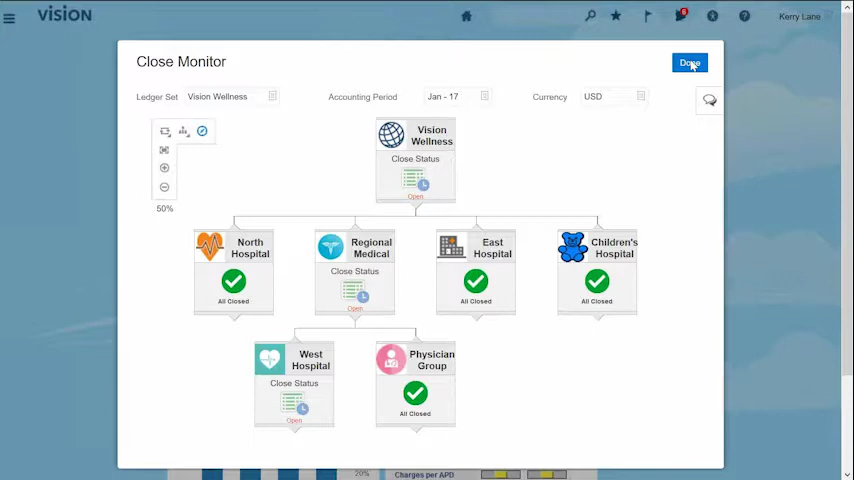 VISION
6
Kerry Lane
Close Monitor
Done
Ledger Set
Vision Wellness
Accounting Period
Jan - 17
Currency
USD
50%
Vision
Wellness
Close Status
Open
North
Hospital
All Closed
Regional
Medical
Close Status
Open
East
Hospital
All Closed
Children's
Hospital
All Closed
West
Hospital
Close Status
Open
Physician
Group
All Closed
20%
Charges per APD